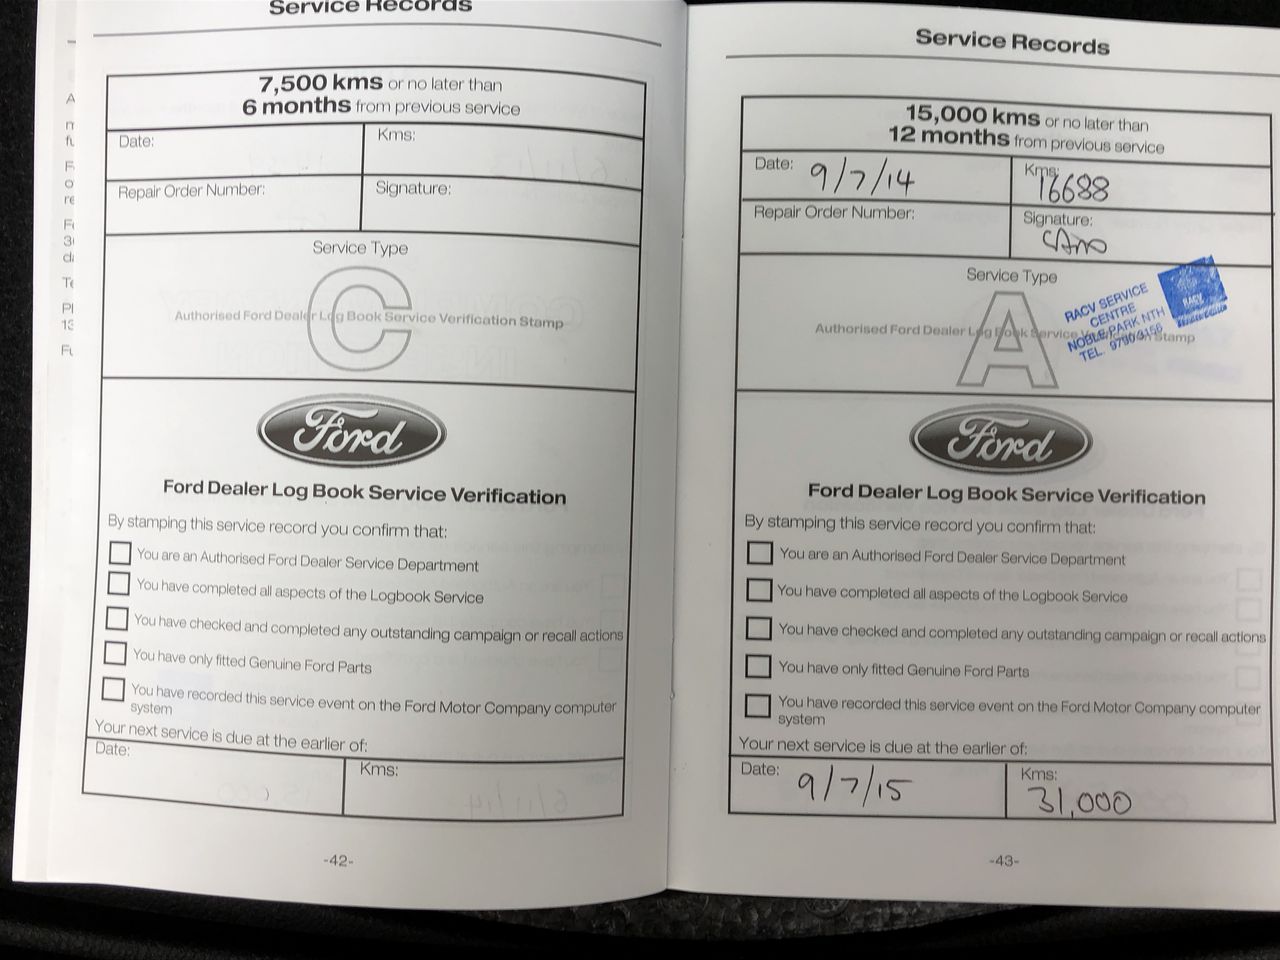 Service Records
7,500 kms or no later than
6 months from previous service
Date:
Kms:
Repair Order Number:
Signature:
Service Type
C
Authorised Ford Dealer Log Book Service Verification Stamp
Ford
Ford Dealer Log Book Service Verification
By stamping this service record you confirm that:
You are an Authorised Ford Dealer Service Department
You have completed all aspects of the Logbook Service
You have checked and completed any outstanding campaign or recall actions
You have only fitted Genuine Ford Parts
You have recorded this service event on the Ford Motor Company computer
system
Your next service is due at the earlier of:
Date:
Kms:
-42-
Service Records
15,000 kms or no later than
12 months from previous service
Date: 9/7/14
Kms: 16688
Repair Order Number:
Signature:
Service Type
A
Authorised Ford Dealer Log Book Service Verification Stamp
RACV SERVICE
CENTRE
NOBLE PARK NTH
TEL. 9790 3156
RACV
Ford
Ford Dealer Log Book Service Verification
By stamping this service record you confirm that:
You are an Authorised Ford Dealer Service Department
You have completed all aspects of the Logbook Service
You have checked and completed any outstanding campaign or recall actions
You have only fitted Genuine Ford Parts
You have recorded this service event on the Ford Motor Company computer
system
Your next service is due at the earlier of:
Date: 9/7/15
Kms: 31,000
-43-